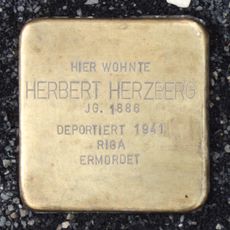 HIER WOHNTE
HERBERT HERZBERG
JG. 1886
DEPORTIERT 1941
RIGA
ERMORDET